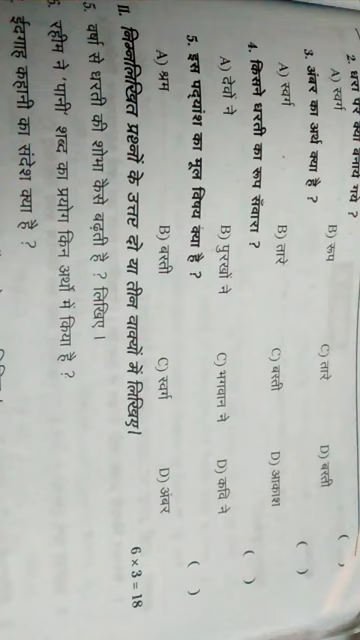 2. धरा पर क्या बनाये गये ?
A) स्वर्ग B) रूप C) तारे D) बस्ती ( )
3. अंबर का अर्थ क्या है ?
A) स्वर्ग B) तारे C) बस्ती D) आकाश ( )
4. किसने धरती का रूप सँवारा ?
A) देवों ने B) पुरखों ने C) भगवान ने D) कवि ने ( )
5. इस पद्यांश का मूल विषय क्या है ?
A) श्रम B) बस्ती C) स्वर्ग D) अंबर ( )
II. निम्नलिखित प्रश्नों के उत्तर दो या तीन वाक्यों में लिखिए। 6 × 3 = 18
5. वर्षा से धरती की शोभा कैसे बढ़ती है ? लिखिए ।
रहीम ने 'पानी' शब्द का प्रयोग किन अर्थों में किया है ?
ईदगाह कहानी का संदेश क्या है ?